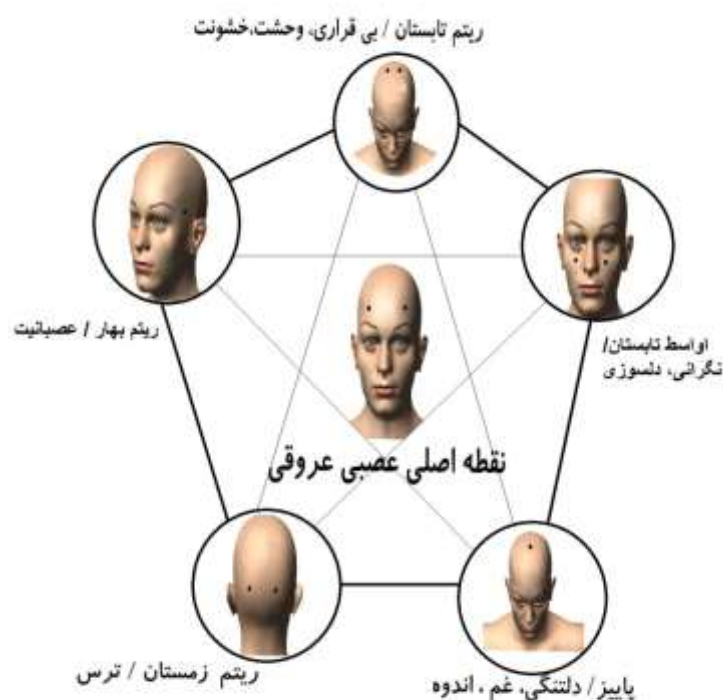 ریتم تابستان / بی قراری، وحشت،خشونت
ریتم بهار / عصبانیت
اواسط تابستان/
نگرانی، دلسوزی
نقطه اصلی عصبی عروقی
ریتم زمستان / ترس
پاییز/ دلتنگی، غم ، اندوه